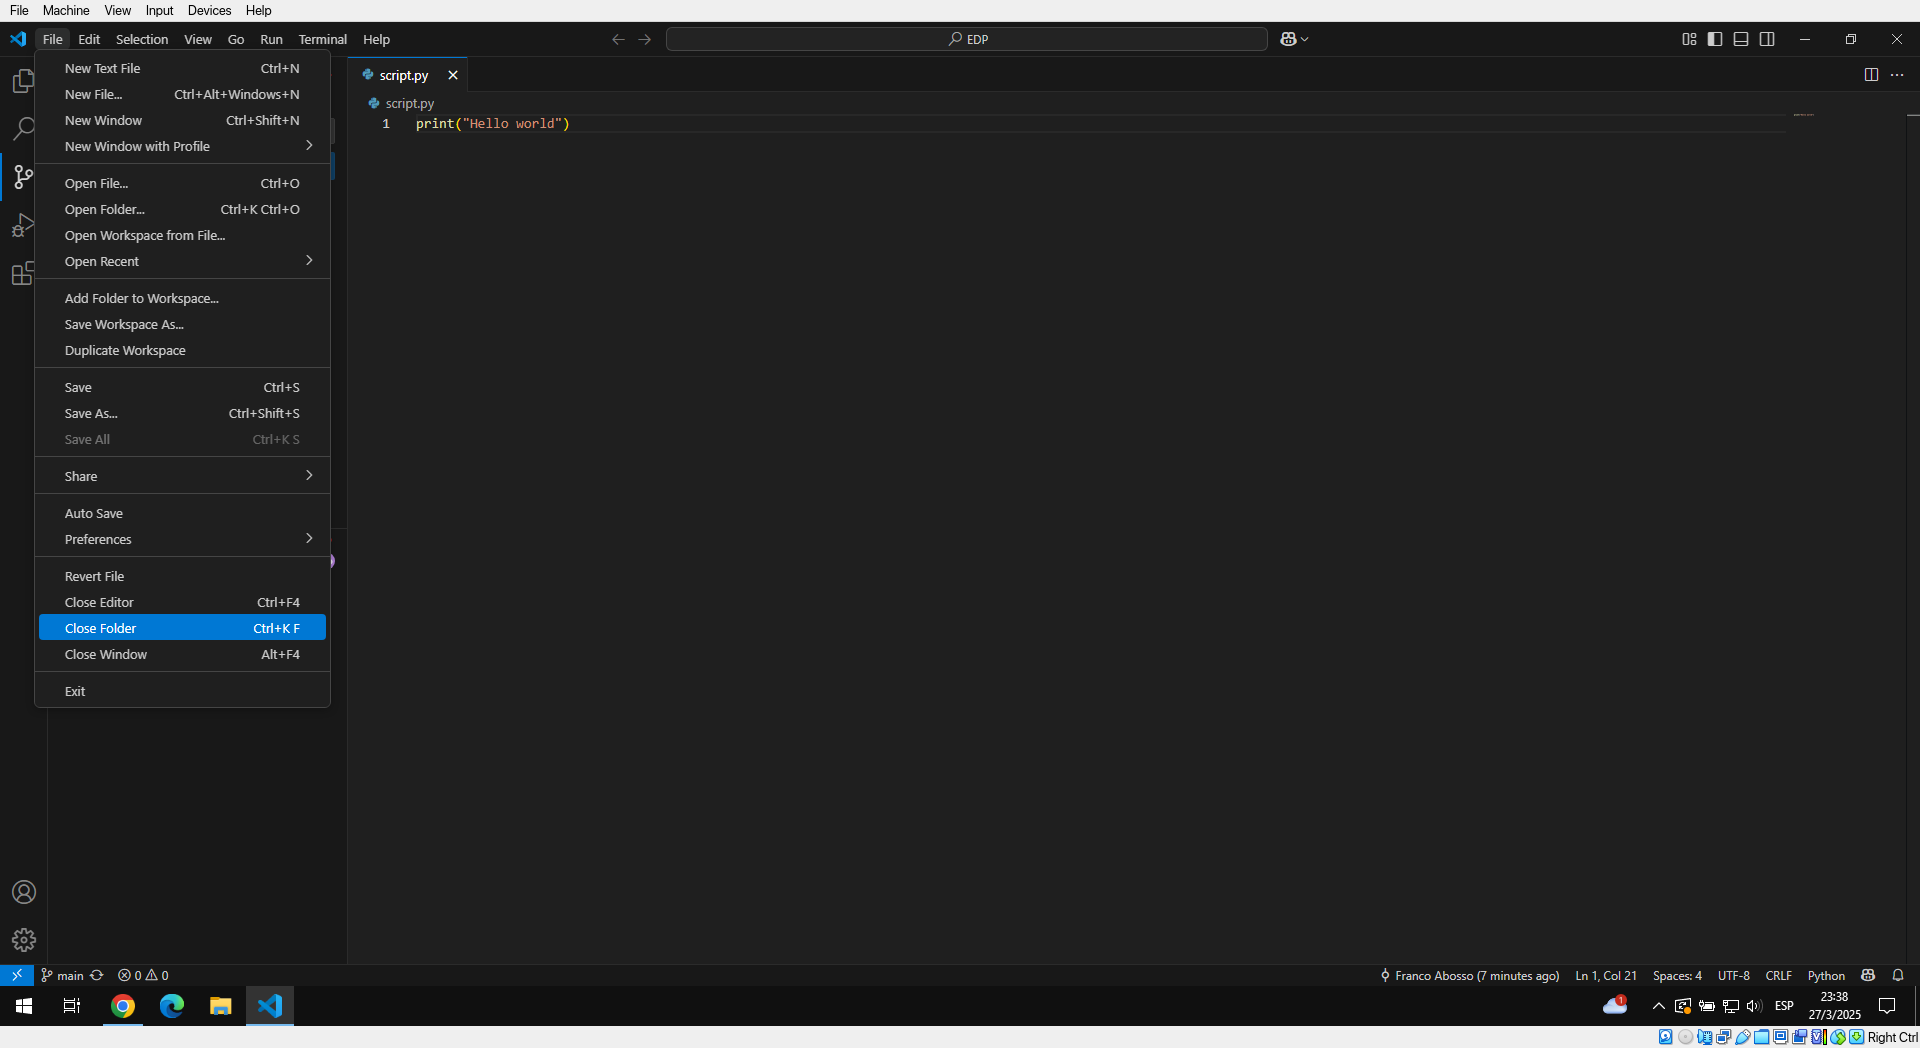 File Machine View Input Devices Help
File Edit Selection View Go Run Terminal Help
EDP
New Text File Ctrl+N
New File... Ctrl+Alt+Windows+N
New Window Ctrl+Shift+N
New Window with Profile
Open File... Ctrl+O
Open Folder... Ctrl+K Ctrl+O
Open Workspace from File...
Open Recent
Add Folder to Workspace...
Save Workspace As...
Duplicate Workspace
Save Ctrl+S
Save As... Ctrl+Shift+S
Save All Ctrl+K S
Share
Auto Save
Preferences
Revert File
Close Editor Ctrl+F4
Close Folder Ctrl+K F
Close Window Alt+F4
Exit
script.py
script.py
1 print("Hello world")
main 0 0 Franco Abosso (7 minutes ago) Ln 1, Col 21 Spaces: 4 UTF-8 CRLF Python
1 ESP 23:38
27/3/2025
Right Ctrl